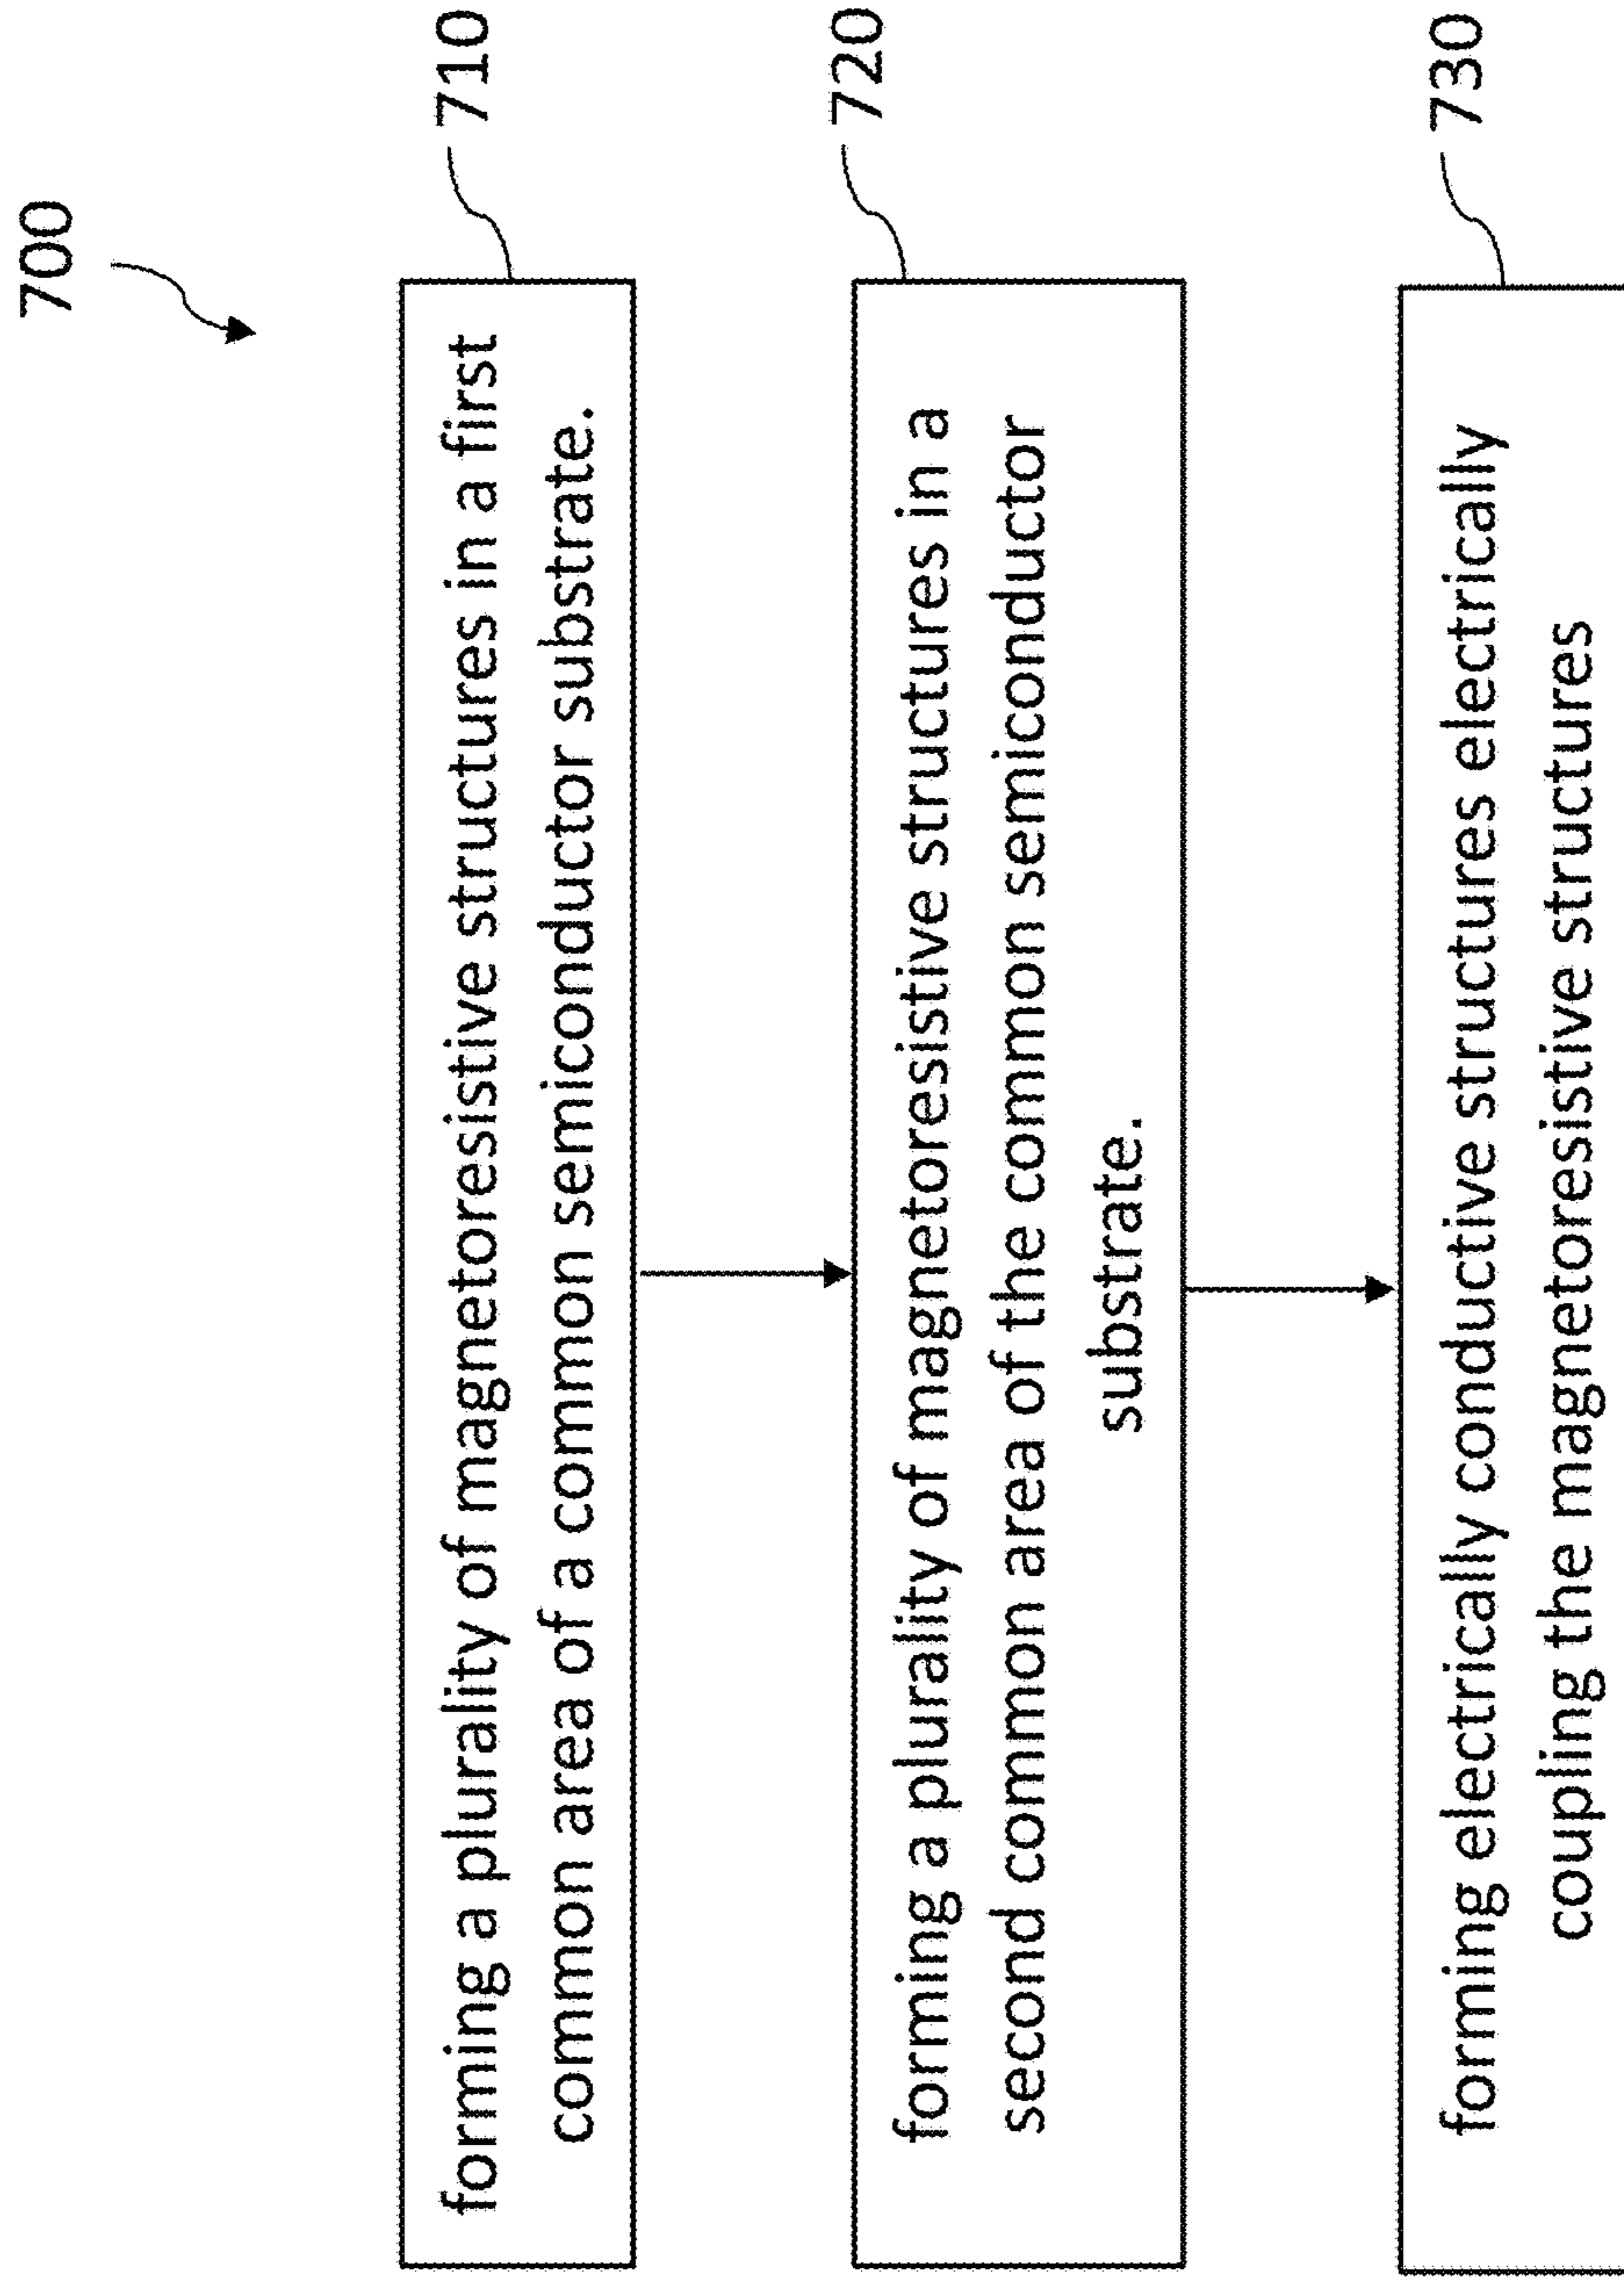 700
710
forming a plurality of magnetoresistive structures in a first
common area of a common semiconductor substrate.
720
forming a plurality of magnetoresistive structures in a
second common area of the common semiconductor
substrate.
730
forming electrically conductive structures electrically
coupling the magnetoresistive structures